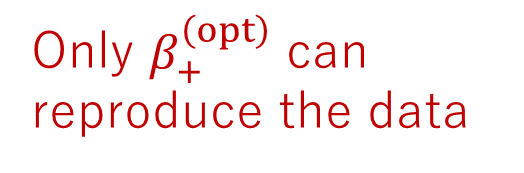 Only β₊⁽ᵒᵖᵗ⁾ can
reproduce the data